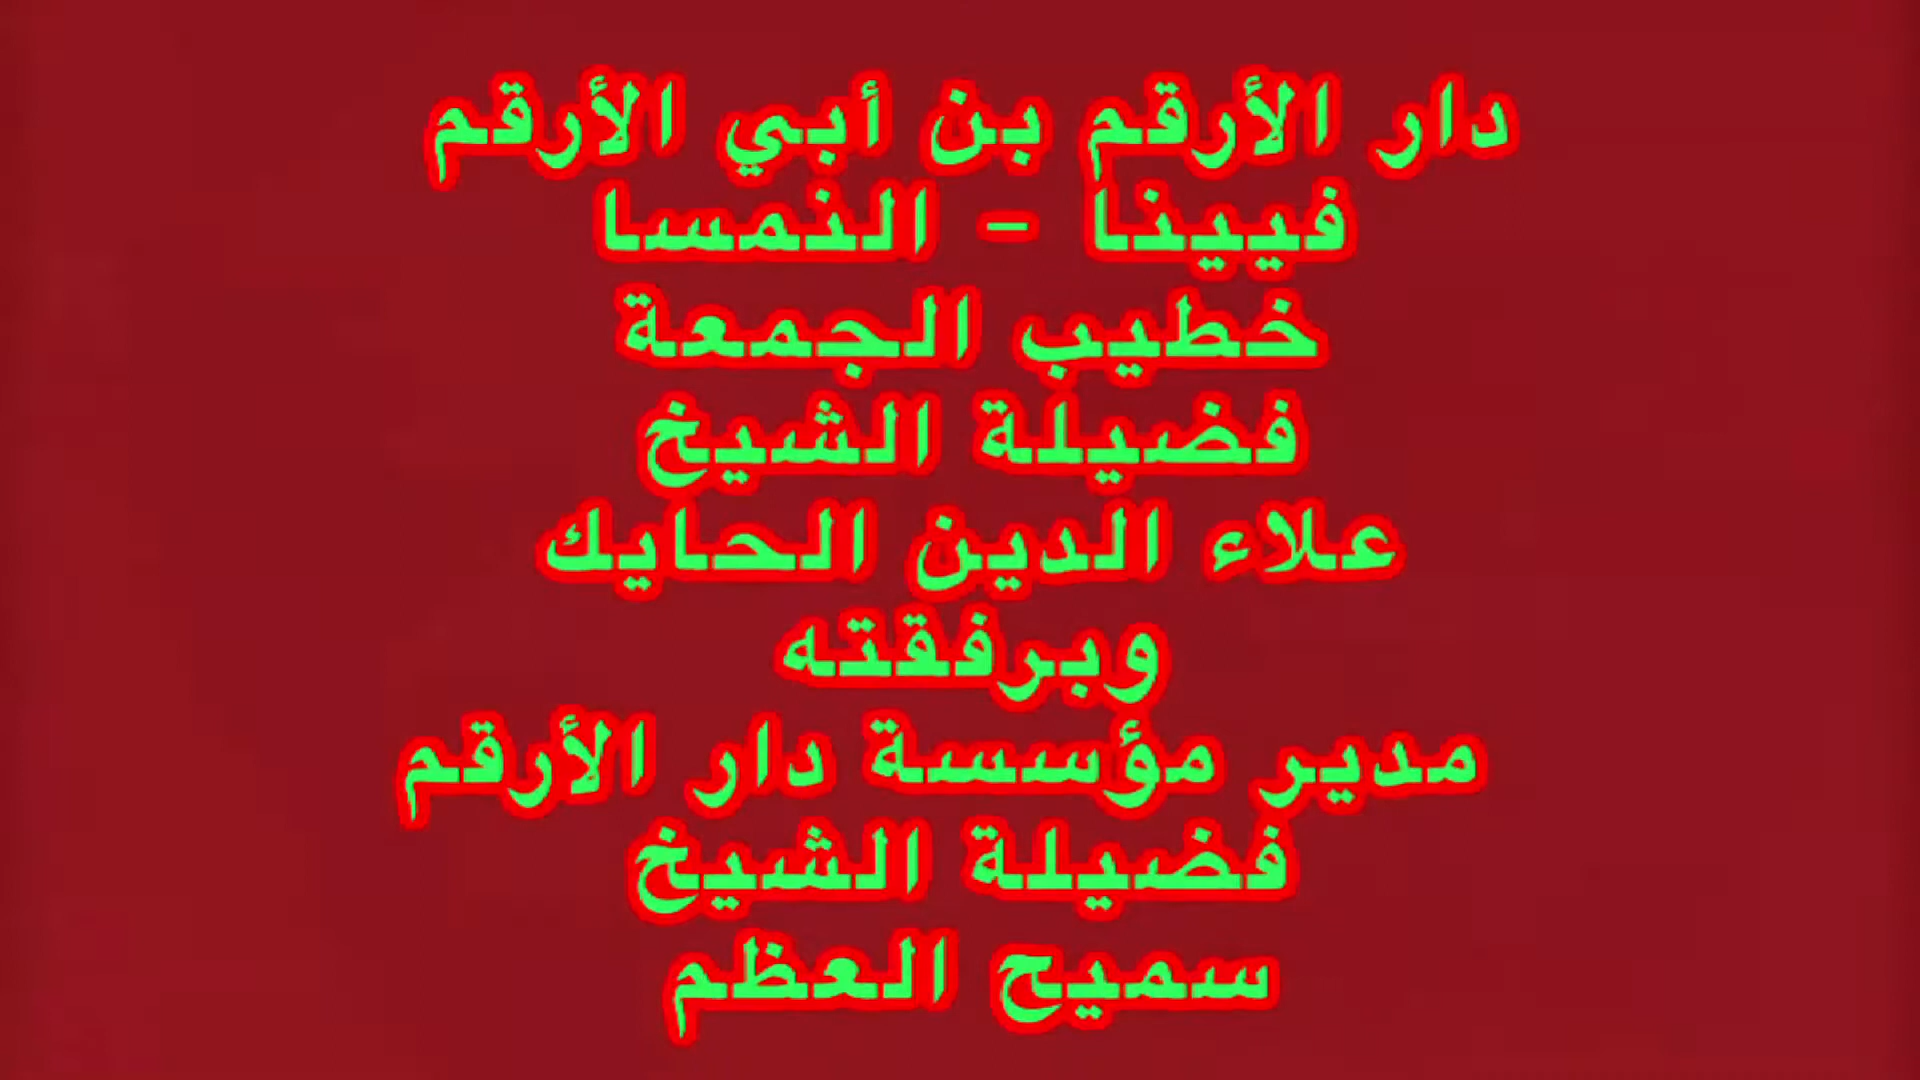 دار الأرقم بن أبي الأرقم
فيينا - النمسا
خطيب الجمعة
فضيلة الشيخ
علاء الدين الحايك
وبرفقته
مدير مؤسسة دار الأرقم
فضيلة الشيخ
سميح العظم